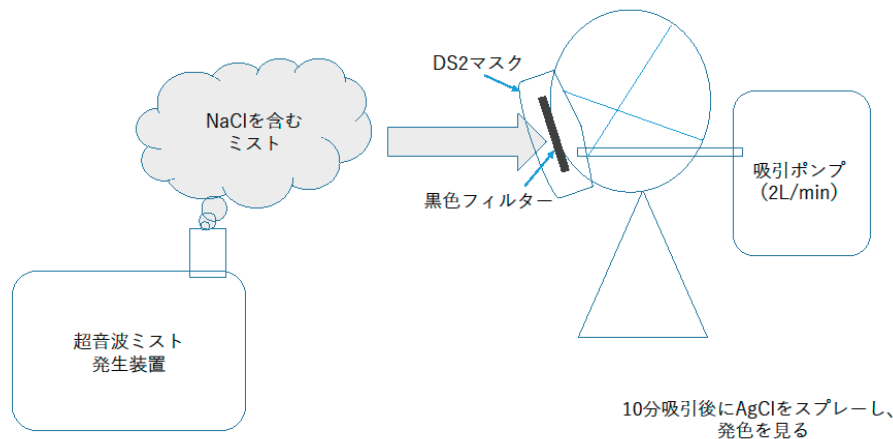 DS2マスク
NaClを含む
ミスト
黒色フィルター
吸引ポンプ
(2L/min)
超音波ミスト
発生装置
10分吸引後にAgClをスプレーし、
発色を見る